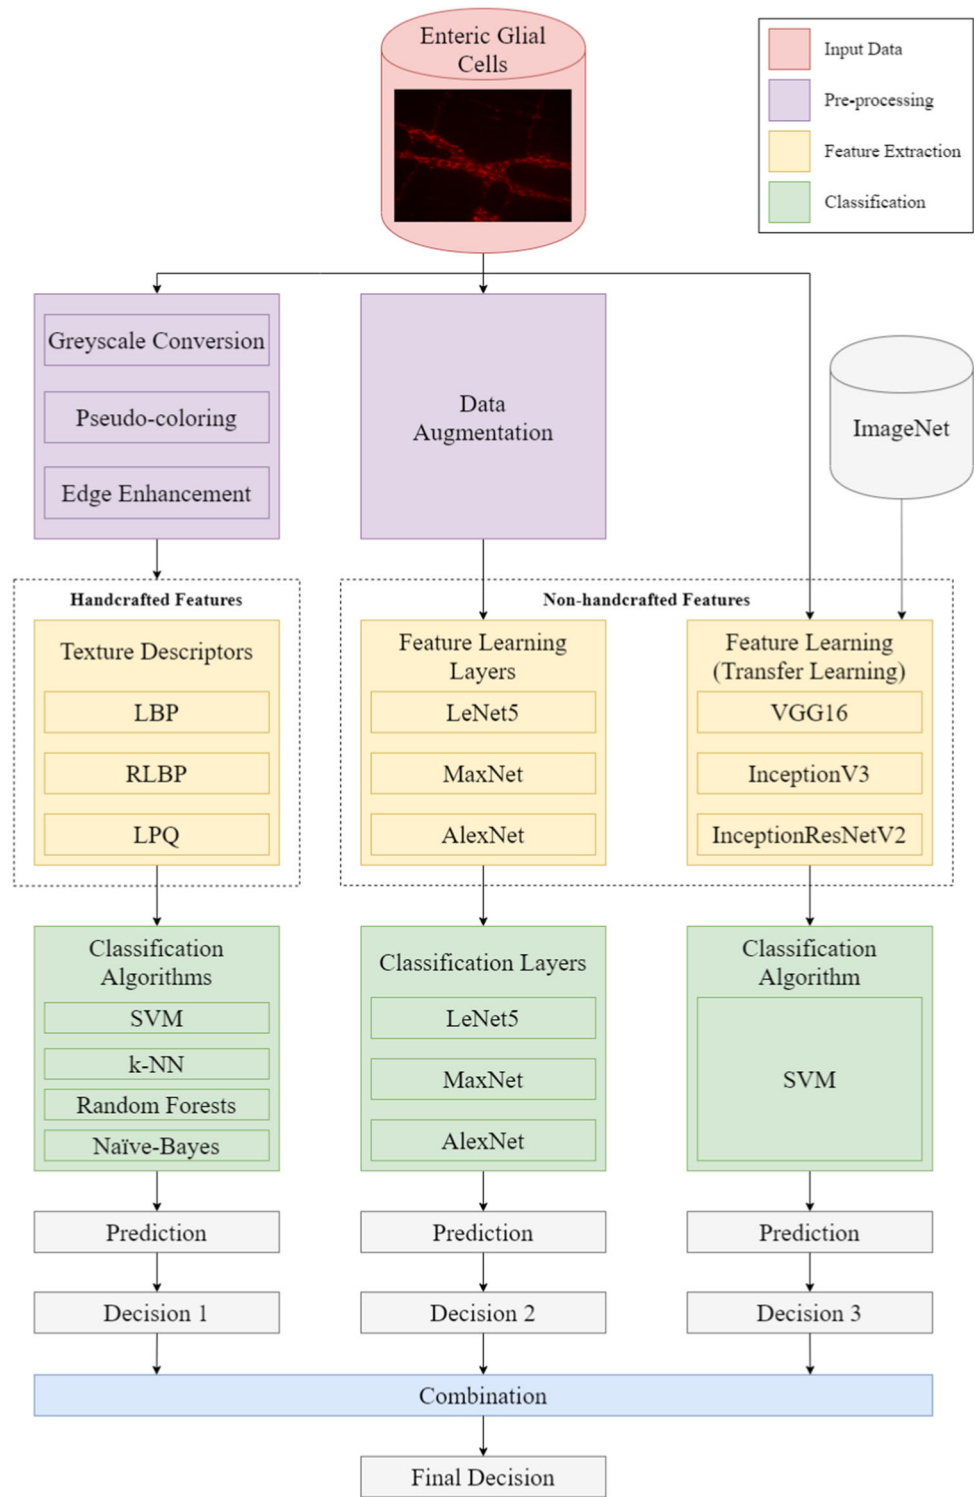 Enteric Glial
Cells
Input Data
Pre-processing
Feature Extraction
Classification
Greyscale Conversion
Pseudo-coloring
Edge Enhancement
Data
Augmentation
ImageNet
Handcrafted Features
Non-handcrafted Features
Texture Descriptors
LBP
RLBP
LPQ
Feature Learning
Layers
LeNet5
MaxNet
AlexNet
Feature Learning
(Transfer Learning)
VGG16
InceptionV3
InceptionResNetV2
Classification
Algorithms
SVM
k-NN
Random Forests
Naïve-Bayes
Classification Layers
LeNet5
MaxNet
AlexNet
Classification
Algorithm
SVM
Prediction
Prediction
Prediction
Decision 1
Decision 2
Decision 3
Combination
Final Decision